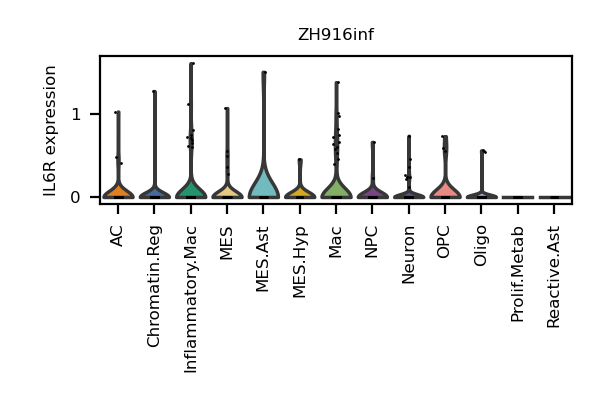 ZH916inf
IL6R expression
1
0
AC
Chromatin.Reg
Inflammatory.Mac
MES
MES.Ast
MES.Hyp
Mac
NPC
Neuron
OPC
Oligo
Prolif.Metab
Reactive.Ast